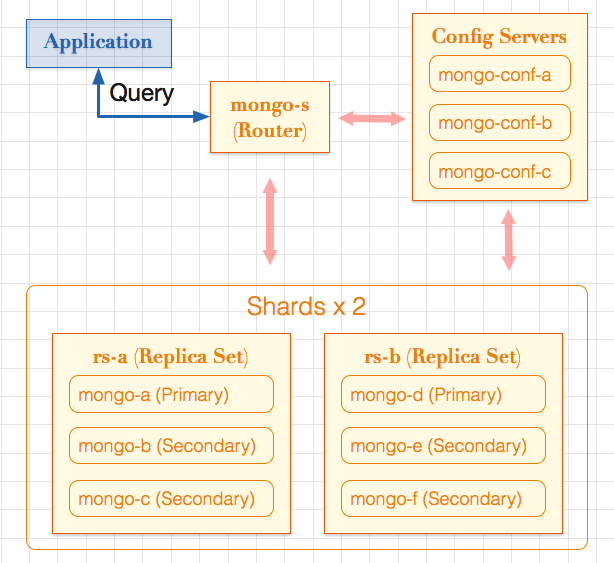 Application
Query
mongo-s
(Router)
Config Servers
mongo-conf-a
mongo-conf-b
mongo-conf-c
Shards x 2
rs-a (Replica Set)
mongo-a (Primary)
mongo-b (Secondary)
mongo-c (Secondary)
rs-b (Replica Set)
mongo-d (Primary)
mongo-e (Secondary)
mongo-f (Secondary)